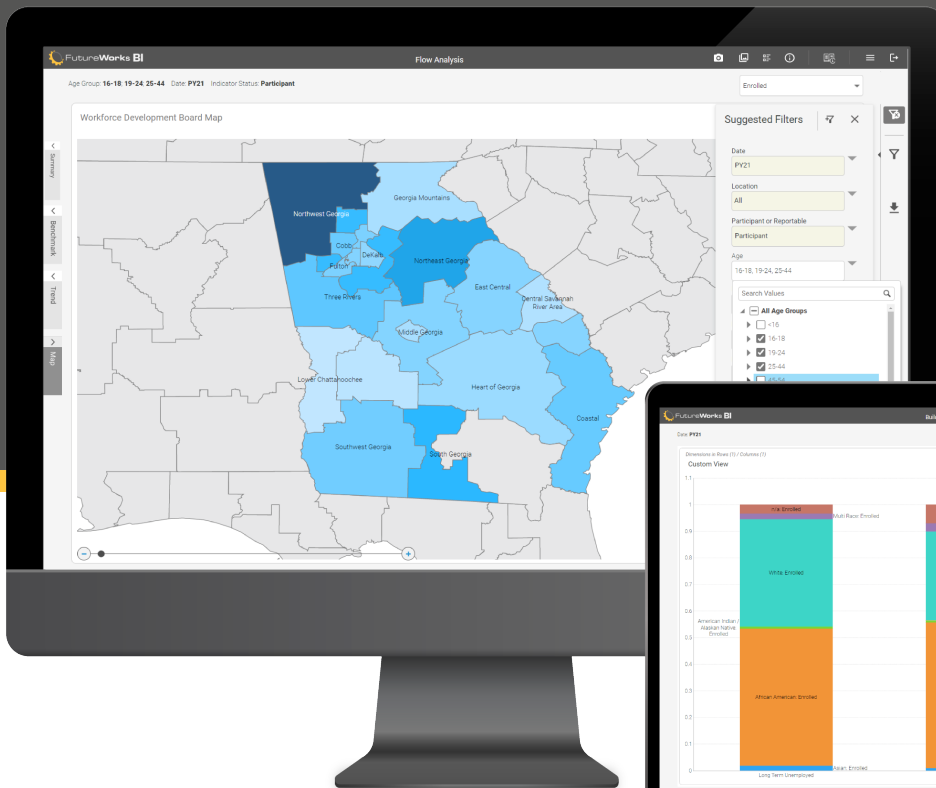 FutureWorks BI
Flow Analysis
Age Group: 16-18; 19-24; 25-44 Date: PY21 Indicator Status: Participant
Enrolled
Workforce Development Board Map
Suggested Filters
Summary
Benchmark
Trend
Map
Northwest Georgia
Georgia Mountains
Cobb
DeKalb
Fulton
Northeast Georgia
Three Rivers
East Central
Central Savannah
River Area
Middle Georgia
Lower Chattahoochee
Heart of Georgia
Coastal
Southwest Georgia
South Georgia
Date
PY21
Location
All
Participant or Reportable
Participant
Age
16-18, 19-24, 25-44
Search Values
All Age Groups
<16
16-18
19-24
25-44
FutureWorks BI
Date: PY21
Dimensions in Rows (1) / Columns (1)
Custom View
1.1
1
0.9
0.8
0.7
0.6
0.5
0.4
0.3
0.2
0.1
0
n/a: Enrolled
Multi Race: Enrolled
White: Enrolled
American Indian /
Alaskan Native:
Enrolled
African American: Enrolled
Asian: Enrolled
Long Term Unemployed